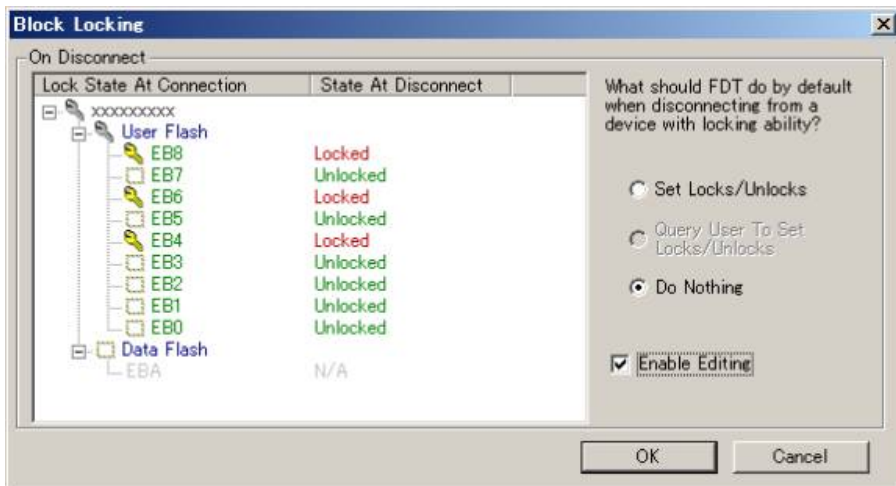 Block Locking
On Disconnect
Lock State At Connection State At Disconnect
xxxxxxxxx
User Flash
EB8 Locked
EB7 Unlocked
EB6 Locked
EB5 Unlocked
EB4 Locked
EB3 Unlocked
EB2 Unlocked
EB1 Unlocked
EB0 Unlocked
Data Flash
EBA N/A
What should FDT do by default
when disconnecting from a
device with locking ability?
Set Locks/Unlocks
Query User To Set
Locks/Unlocks
Do Nothing
Enable Editing
OK Cancel